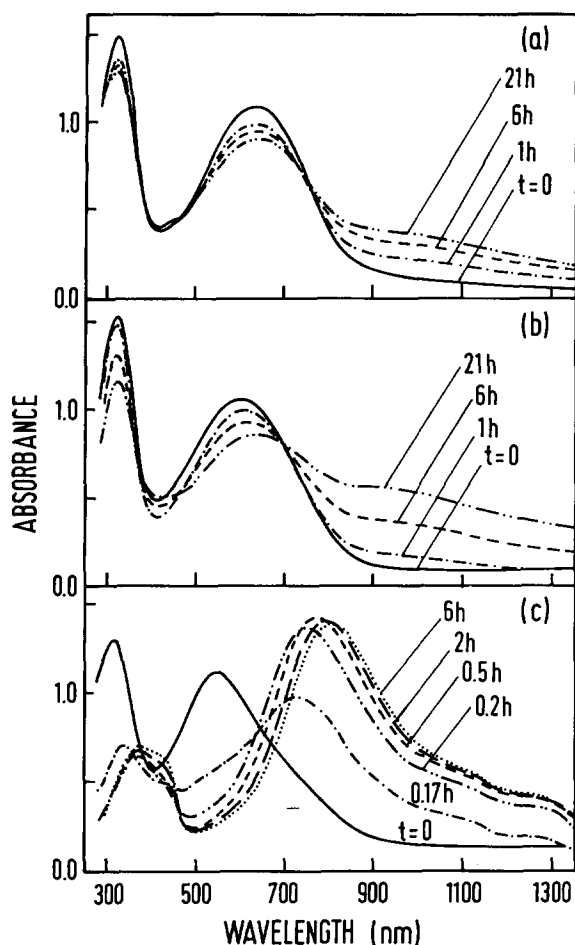 (a)
21h
6h
1h
t=0
1.0
0.0
(b)
21h
6h
1h
t=0
1.0
0.0
(c)
6h
2h
0.5h
0.2h
0.17h
t=0
1.0
0.0
ABSORBANCE
300 500 700 900 1100 1300
WAVELENGTH (nm)